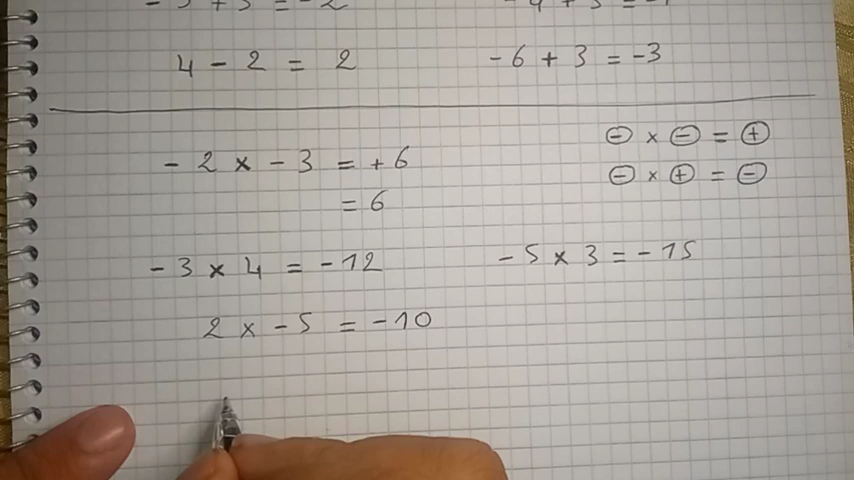 4 - 2 = 2
-6 + 3 = -3
-2 x -3 = +6
= 6
⊖ x ⊖ = ⊕
⊖ x ⊕ = ⊖
-3 x 4 = -12
-5 x 3 = -15
2 x -5 = -10